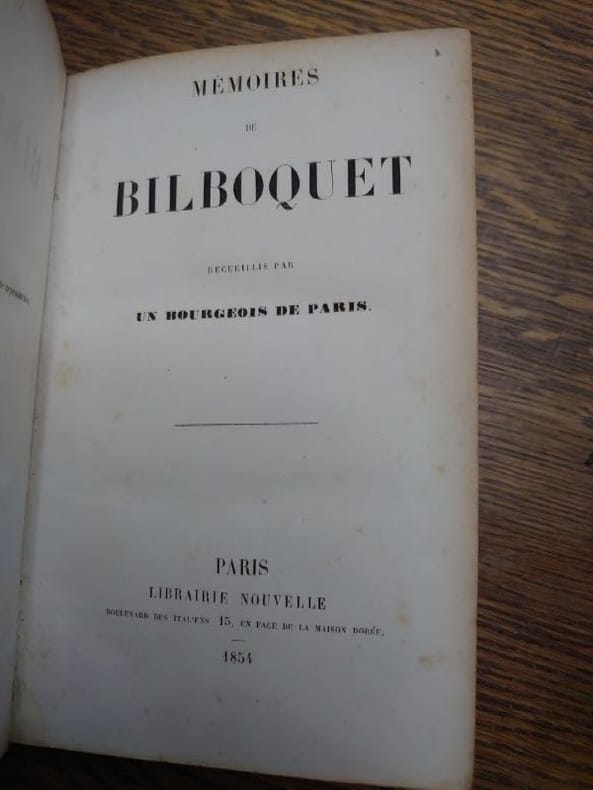 MÉMOIRES
DE
BILBOQUET
RECUEILLIS PAR
UN BOURGEOIS DE PARIS.
PARIS
LIBRAIRIE NOUVELLE
BOULEVARD DES ITALIENS 15, EN FACE DE LA MAISON DORÉE.
1854